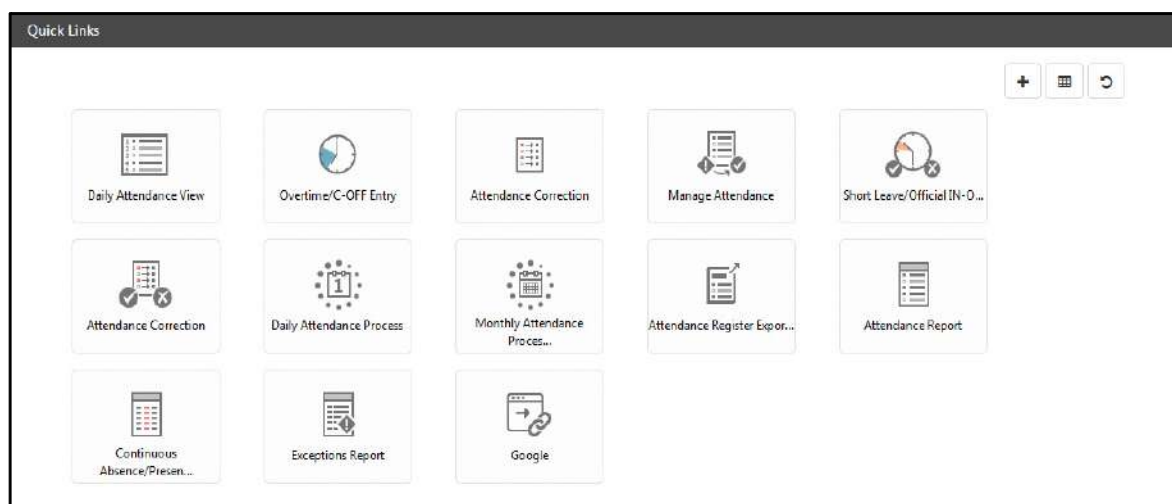 Quick Links
Daily Attendance View
Overtime/C-OFF Entry
Attendance Correction
Manage Attendance
Short Leave/Official IN-O...
Attendance Correction
1
Daily Attendance Process
Monthly Attendance
Proces...
Attendance Register Expor...
Attendance Report
Continuous
Absence/Presen...
Exceptions Report
Google